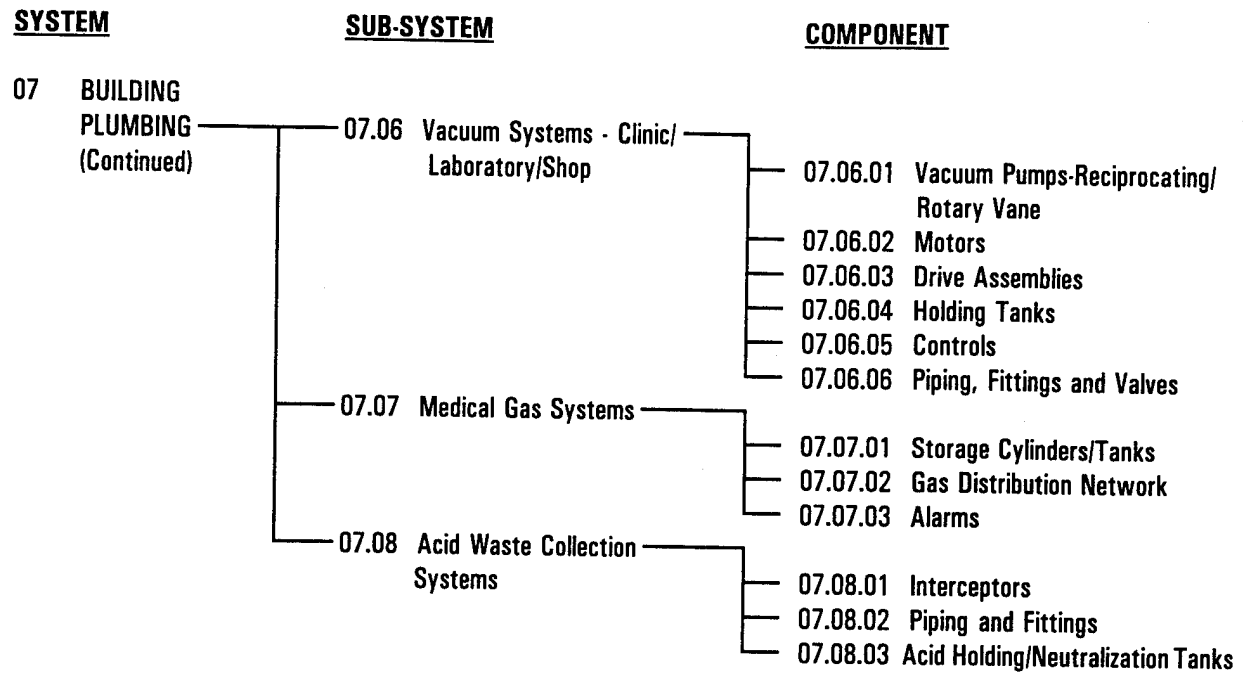 SYSTEM SUB-SYSTEM COMPONENT
07 BUILDING
PLUMBING
(Continued)
07.06 Vacuum Systems - Clinic/
Laboratory/Shop
07.06.01 Vacuum Pumps-Reciprocating/
Rotary Vane
07.06.02 Motors
07.06.03 Drive Assemblies
07.06.04 Holding Tanks
07.06.05 Controls
07.06.06 Piping, Fittings and Valves
07.07 Medical Gas Systems
07.07.01 Storage Cylinders/Tanks
07.07.02 Gas Distribution Network
07.07.03 Alarms
07.08 Acid Waste Collection
Systems
07.08.01 Interceptors
07.08.02 Piping and Fittings
07.08.03 Acid Holding/Neutralization Tanks